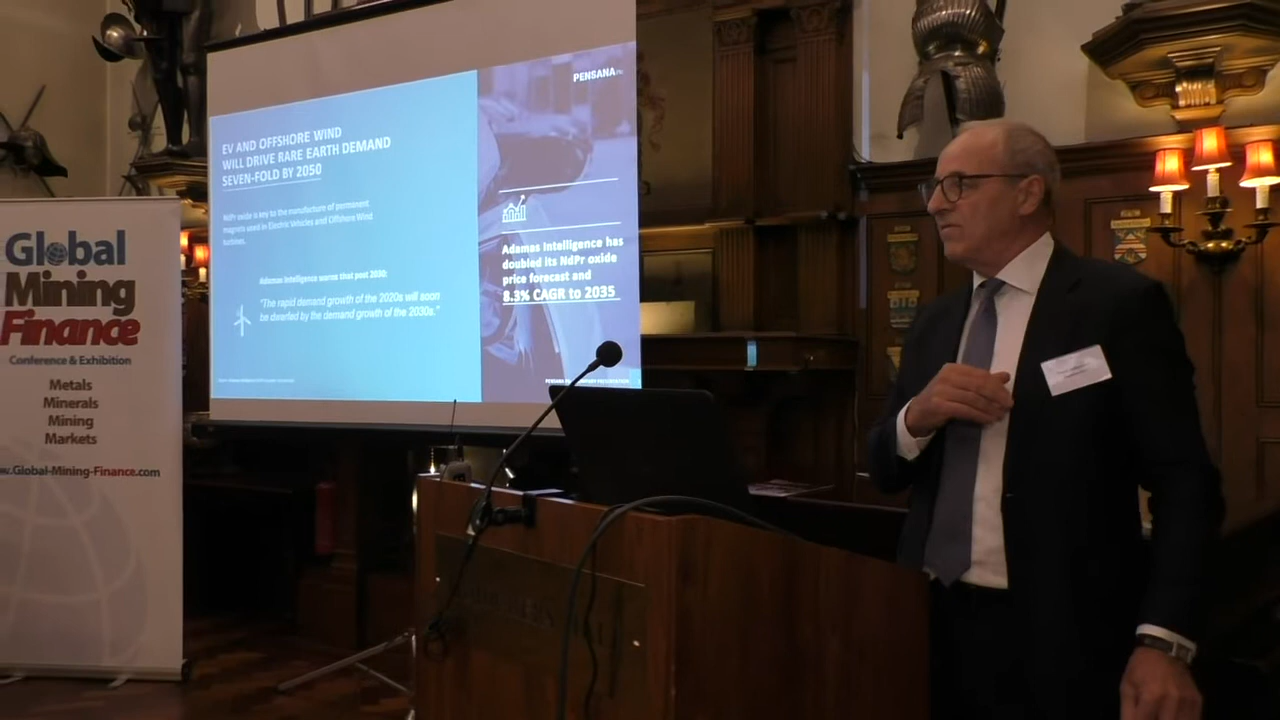 Global
Mining
Finance
Conference & Exhibition
Metals
Minerals
Mining
Markets
w.Global-Mining-Finance.com
PENSANA Plc
EV AND OFFSHORE WIND
WILL DRIVE RARE EARTH DEMAND
SEVEN-FOLD BY 2050
NdPr oxide is key to the manufacture of permanent
magnets used in Electric Vehicles and Offshore Wind
turbines.
Adamas Intelligence warns that post 2030:
"The rapid demand growth of the 2020s will soon
be dwarfed by the demand growth of the 2030s."
Adamas Intelligence has
doubled its NdPr oxide
price forecast and
8.3% CAGR to 2035
PENSANA
PRESENTATION